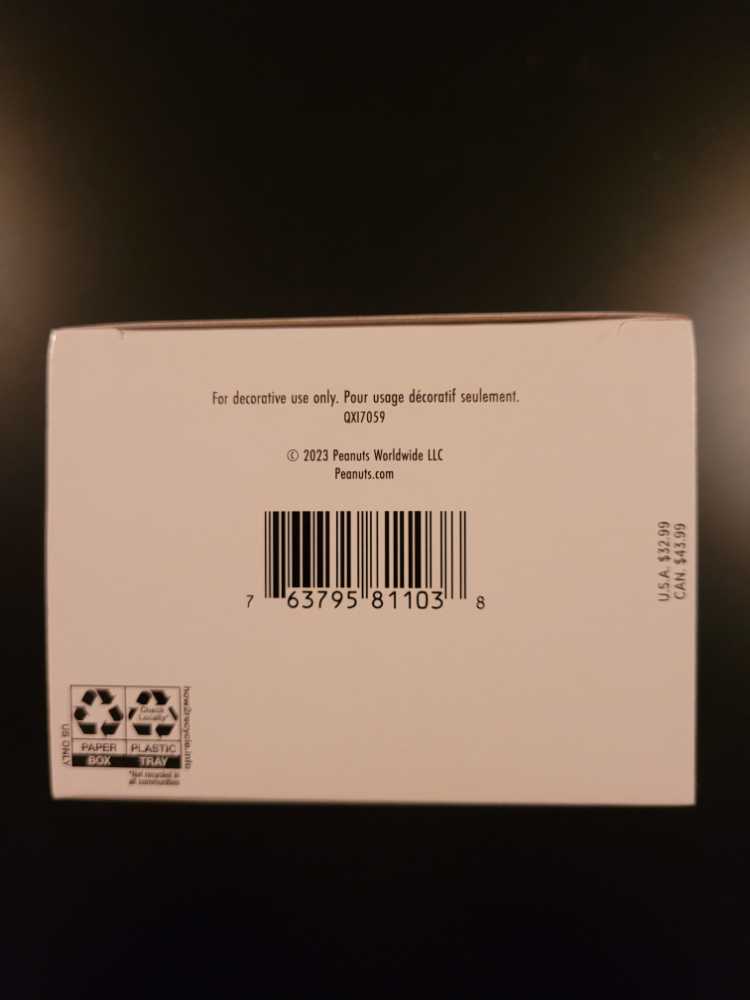 For decorative use only. Pour usage décoratif seulement.
QXI7059
© 2023 Peanuts Worldwide LLC
Peanuts.com
7 63795 81103 8
U.S.A. $32.99
CAN. $43.99
US ONLY
Check
Locally*
PAPER
BOX
PLASTIC
TRAY
*Not recycled in
all communities
how2recycle.info